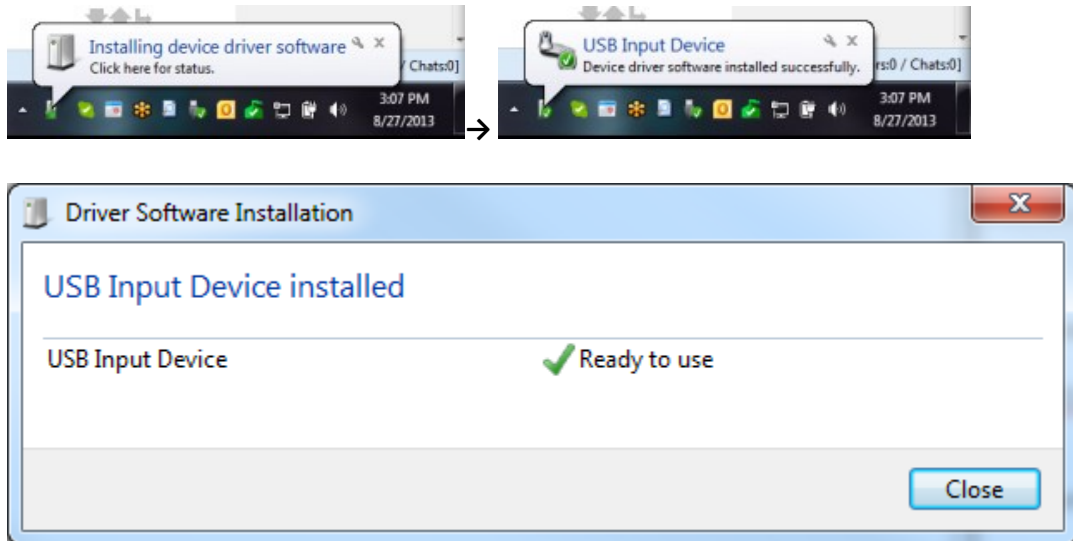 Installing device driver software
Click here for status.
/ Chats:0]
3:07 PM
8/27/2013
→
USB Input Device
Device driver software installed successfully.
rs:0 / Chats:0]
3:07 PM
8/27/2013
Driver Software Installation
USB Input Device installed
USB Input Device Ready to use
Close